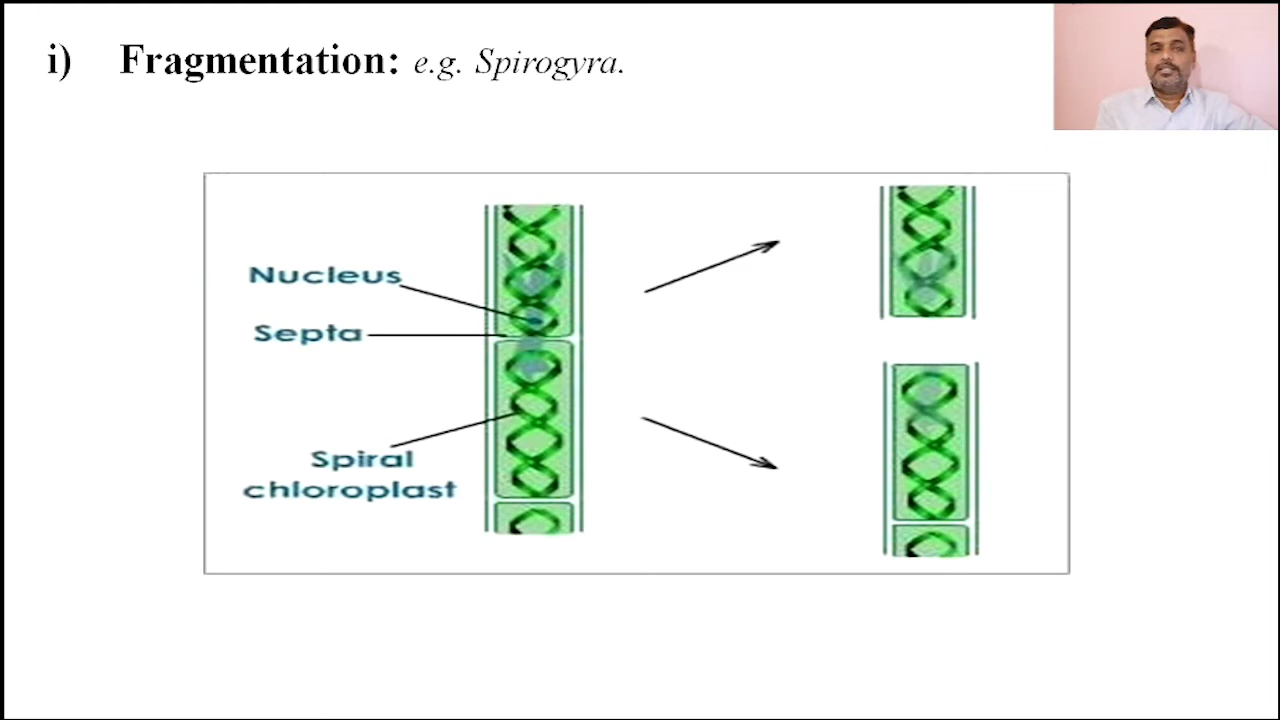 i) Fragmentation: e.g. Spirogyra.
Nucleus
Septa
Spiral
chloroplast